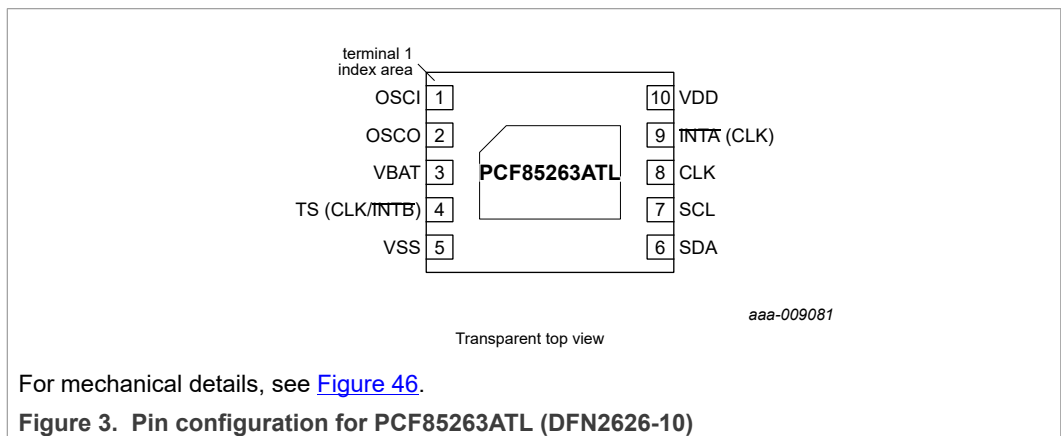 terminal 1
index area
OSCI 1 10 VDD
OSCO 2 9 INTA (CLK)
VBAT 3 PCF85263ATL 8 CLK
TS (CLK/INTB) 4 7 SCL
VSS 5 6 SDA
aaa-009081
Transparent top view
For mechanical details, see Figure 46.
Figure 3. Pin configuration for PCF85263ATL (DFN2626-10)